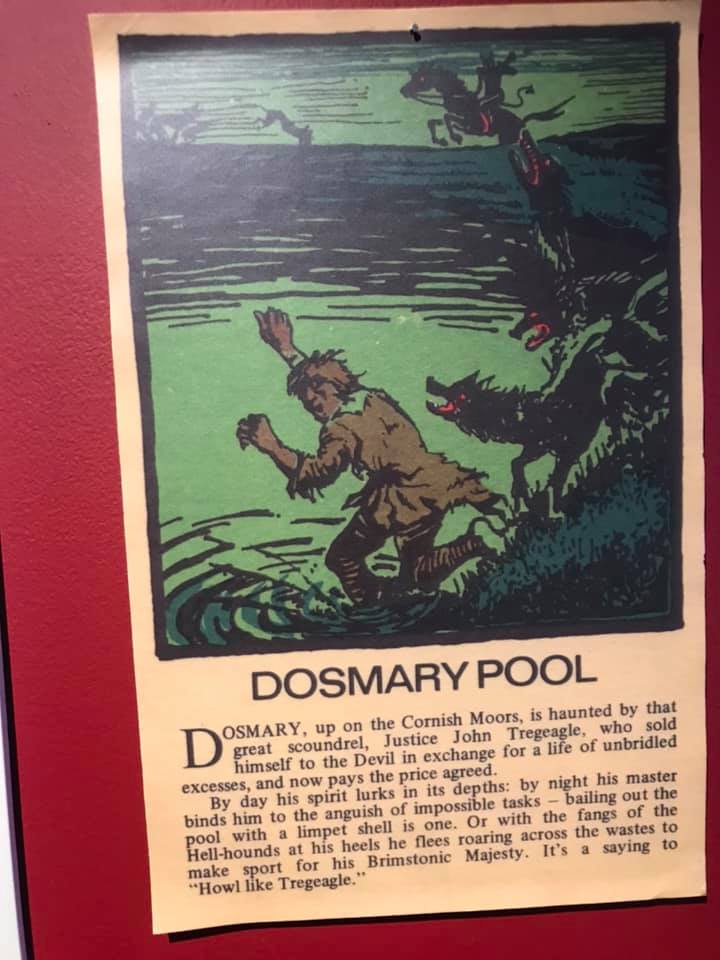 DOSMARY POOL
DOSMARY, up on the Cornish Moors, is haunted by that
great scoundrel, Justice John Tregeagle, who sold
himself to the Devil in exchange for a life of unbridled
excesses, and now pays the price agreed.
By day his spirit lurks in its depths: by night his master
binds him to the anguish of impossible tasks – bailing out the
pool with a limpet shell is one. Or with the fangs of the
Hell-hounds at his heels he flees roaring across the wastes to
make sport for his Brimstonic Majesty. It's a saying to
“Howl like Tregeagle.”